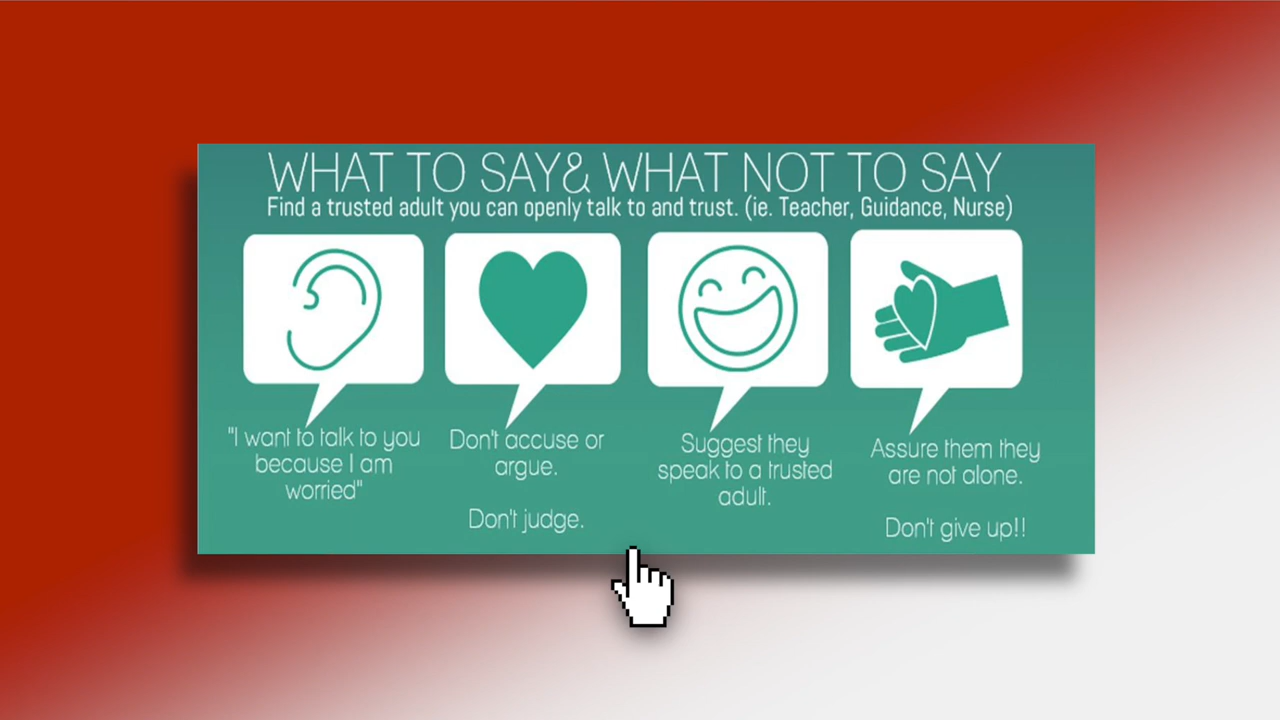 WHAT TO SAY& WHAT NOT TO SAY
Find a trusted adult you can openly talk to and trust. (ie. Teacher, Guidance, Nurse)
"I want to talk to you
because I am
worried"
Don't accuse or
argue.
Don't judge.
Suggest they
speak to a trusted
adult.
Assure them they
are not alone.
Don't give up!!